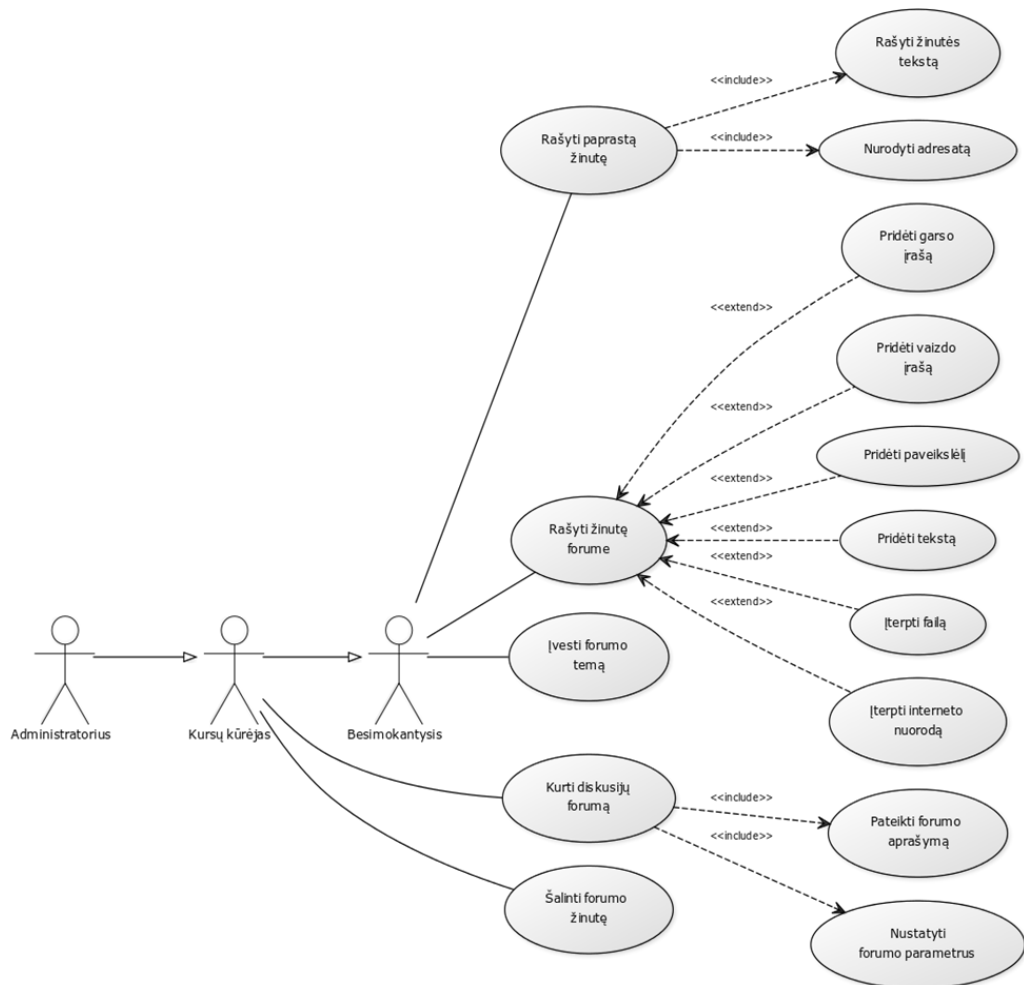 Rašyti žinutės
tekstą
<<include>>
Rašyti paprastą
žinutę
<<include>>
Nurodyti adresatą
Pridėti garso
įrašą
<<extend>>
Pridėti vaizdo
įrašą
<<extend>>
Pridėti paveikslėlį
<<extend>>
Rašyti žinutę
forume
<<extend>>
Pridėti tekstą
<<extend>>
Įterpti failą
<<extend>>
Įvesti forumo
temą
Įterpti interneto
nuorodą
Administratorius
Kursų kūrėjas
Besimokantysis
Kurti diskusijų
forumą
<<include>>
Pateikti forumo
aprašymą
<<include>>
Šalinti forumo
žinutę
Nustatyti
forumo parametrus